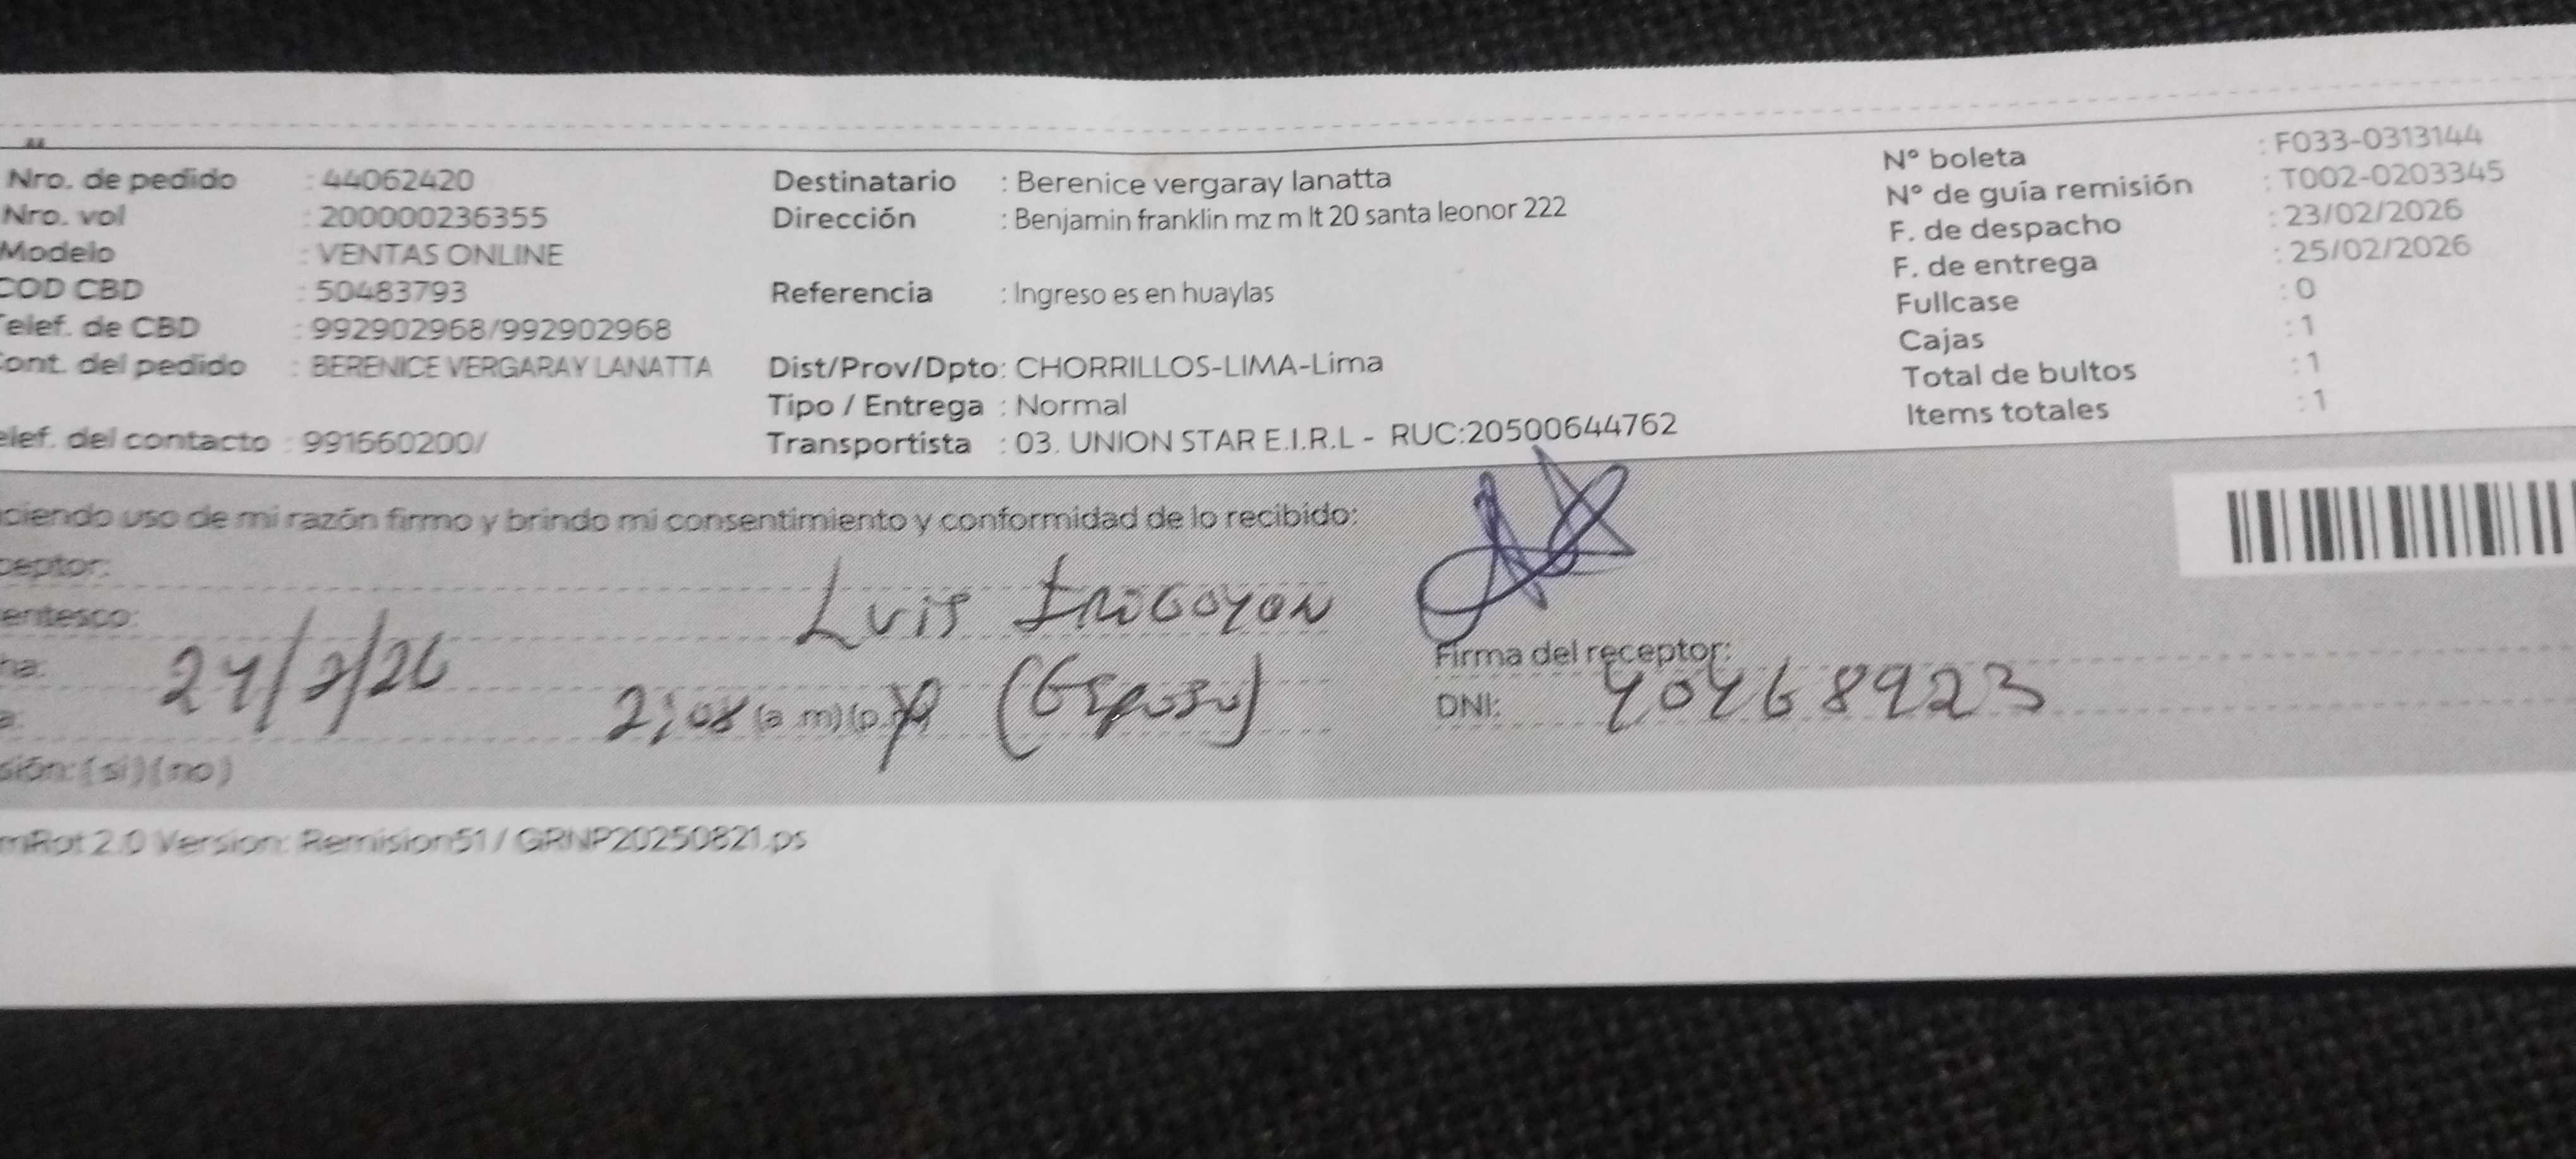 Nro. de pedido : 44062420
Nro. vol : 200000236355
Modelo : VENTAS ONLINE
COD CBD : 50483793
Telef. de CBD : 992902968/992902968
Cont. del pedido : BERENICE VERGARAY LANATTA
elef. del contacto : 991660200/
Destinatario : Berenice vergaray lanatta
Dirección : Benjamin franklin mz m lt 20 santa leonor 222
Referencia : Ingreso es en huaylas
Dist/Prov/Dpto: CHORRILLOS-LIMA-Lima
Tipo / Entrega : Normal
Transportista : 03. UNION STAR E.I.R.L - RUC:20500644762
N° boleta : F033-0313144
N° de guía remisión : T002-0203345
F. de despacho : 23/02/2026
F. de entrega : 25/02/2026
Fullcase : 0
Cajas : 1
Total de bultos : 1
Items totales : 1
ciendo uso de mi razón firmo y brindo mi consentimiento y conformidad de lo recibido:
ceptor:
Luis Irigoyen
entesco:
Firma del receptor:
ha: 24/2/26
a: 2:08 (a.m) (Esposo)
DNI: 40468923
sión: (si) (no)
mRot 2.0 Version: Remision51 / GRNP20250821.ps